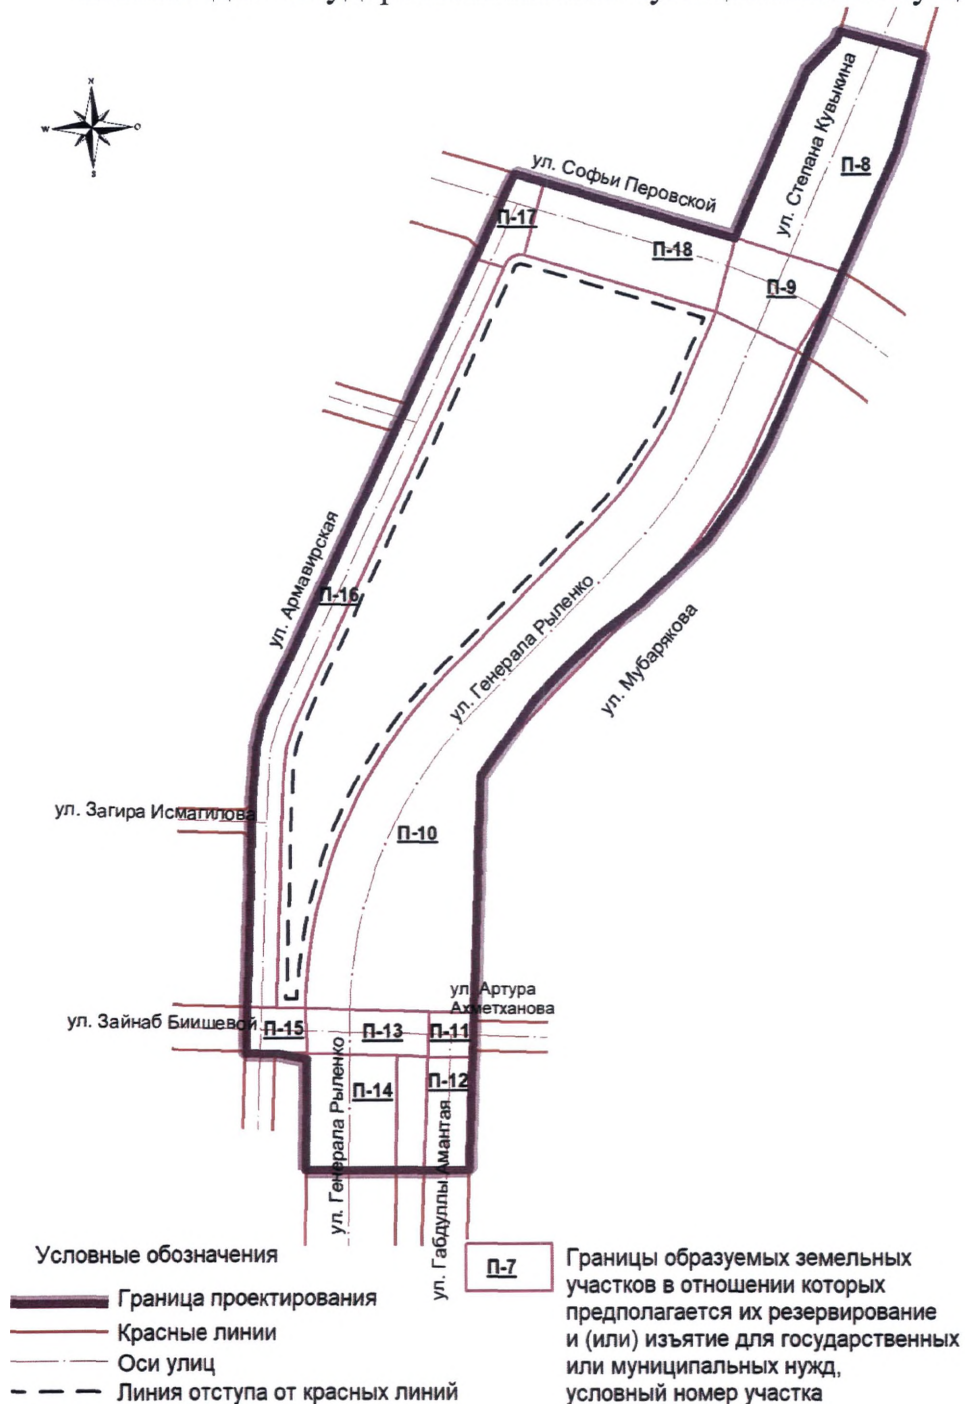 N
W
O
S
ул. Степана Кувыкина
П-8
ул. Софьи Перовской
П-17
П-18
П-9
ул. Армавирская
П-16
ул. Генерала Рыленко
ул. Мубарякова
ул. Загира Исмагилова
П-10
ул. Артура
Ахметханова
ул. Зайнаб Биишевой
П-15
П-13
П-11
П-14
П-12
ул. Генерала Рыленко
ул. Габдуллы Амантая
Условные обозначения
Граница проектирования
Красные линии
Оси улиц
Линия отступа от красных линий
П-7
Границы образуемых земельных
участков в отношении которых
предполагается их резервирование
и (или) изъятие для государственных
или муниципальных нужд,
условный номер участка